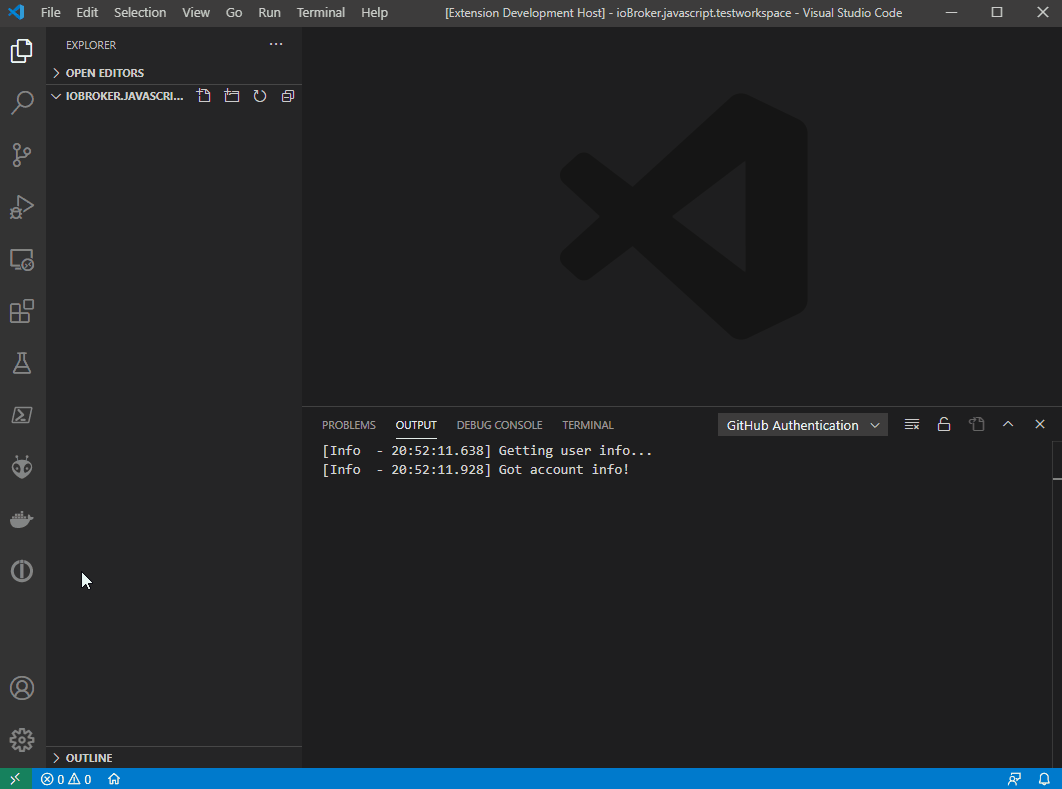 File Edit Selection View Go Run Terminal Help [Extension Development Host] - ioBroker.javascript.testworkspace - Visual Studio Code
EXPLORER
OPEN EDITORS
IOBROKER.JAVASCRI...
PROBLEMS OUTPUT DEBUG CONSOLE TERMINAL GitHub Authentication
[Info  - 20:52:11.638] Getting user info...
[Info  - 20:52:11.928] Got account info!
OUTLINE
0 0